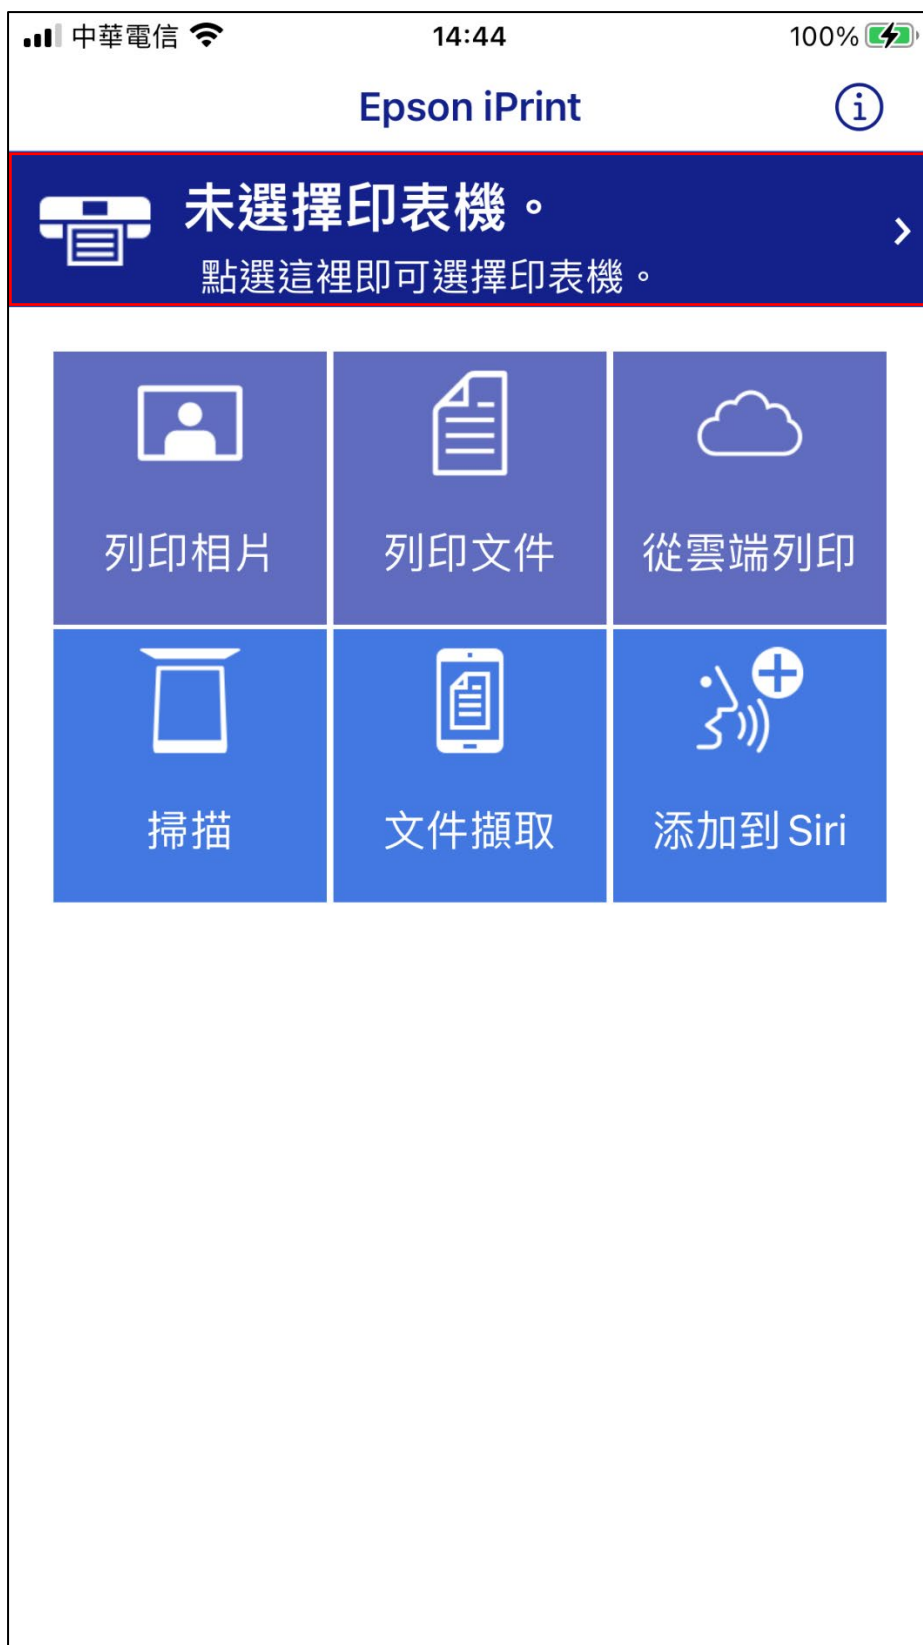 中華電信 14:44 100%
Epson iPrint
未選擇印表機。
點選這裡即可選擇印表機。
列印相片 列印文件 從雲端列印
掃描 文件擷取 添加到 Siri